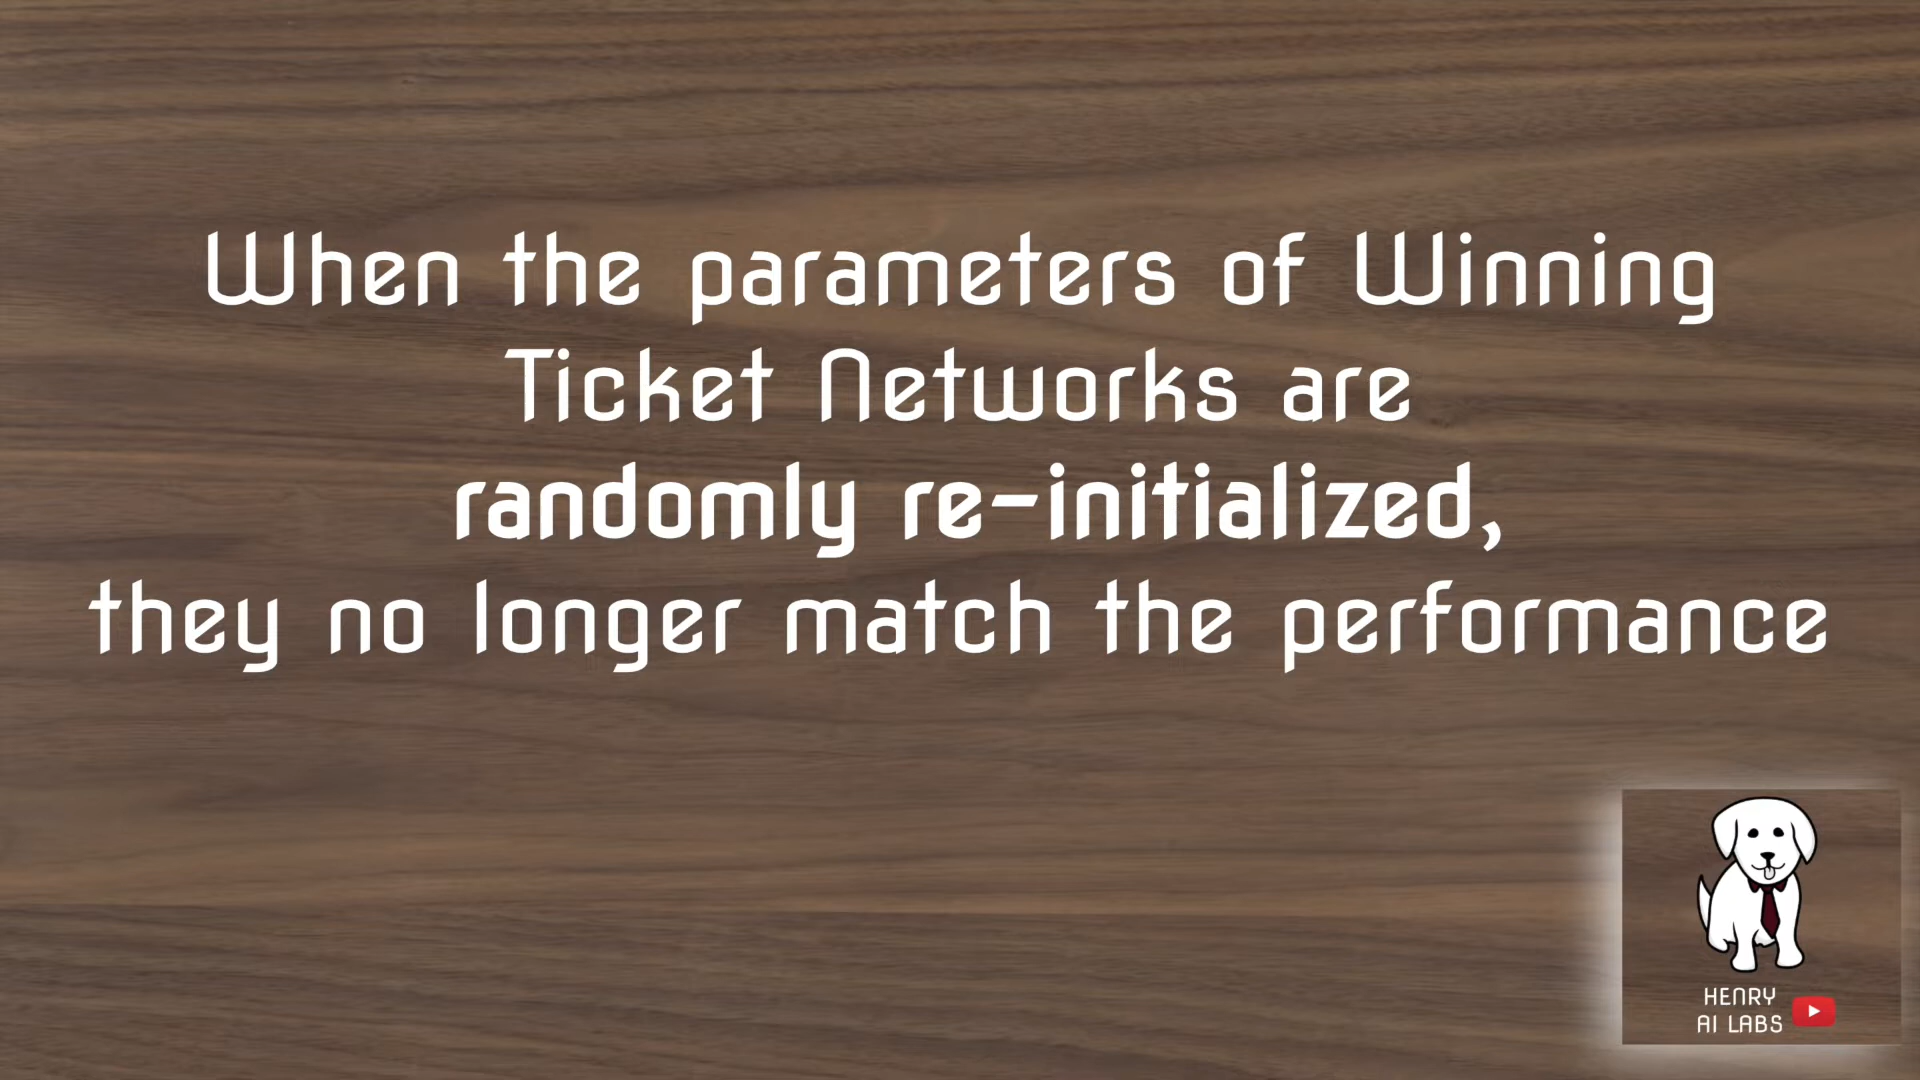 When the parameters of Winning
Ticket Networks are
randomly re-initialized,
they no longer match the performance
HENRY
AI LABS